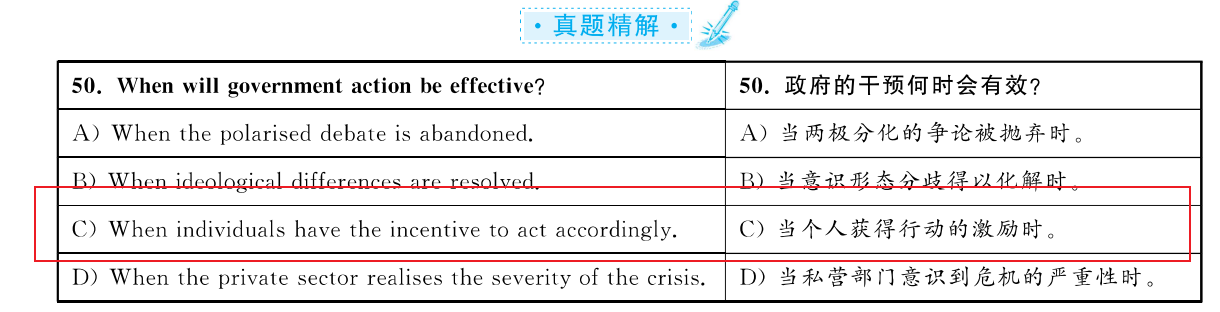 ·真题精解·
50. When will government action be effective?
50. 政府的干预何时会有效?
A) When the polarised debate is abandoned.
A) 当两极分化的争论被抛弃时。
B) When ideological differences are resolved.
B) 当意识形态分歧得以化解时。
C) When individuals have the incentive to act accordingly.
C) 当个人获得行动的激励时。
D) When the private sector realises the severity of the crisis.
D) 当私营部门意识到危机的严重性时。